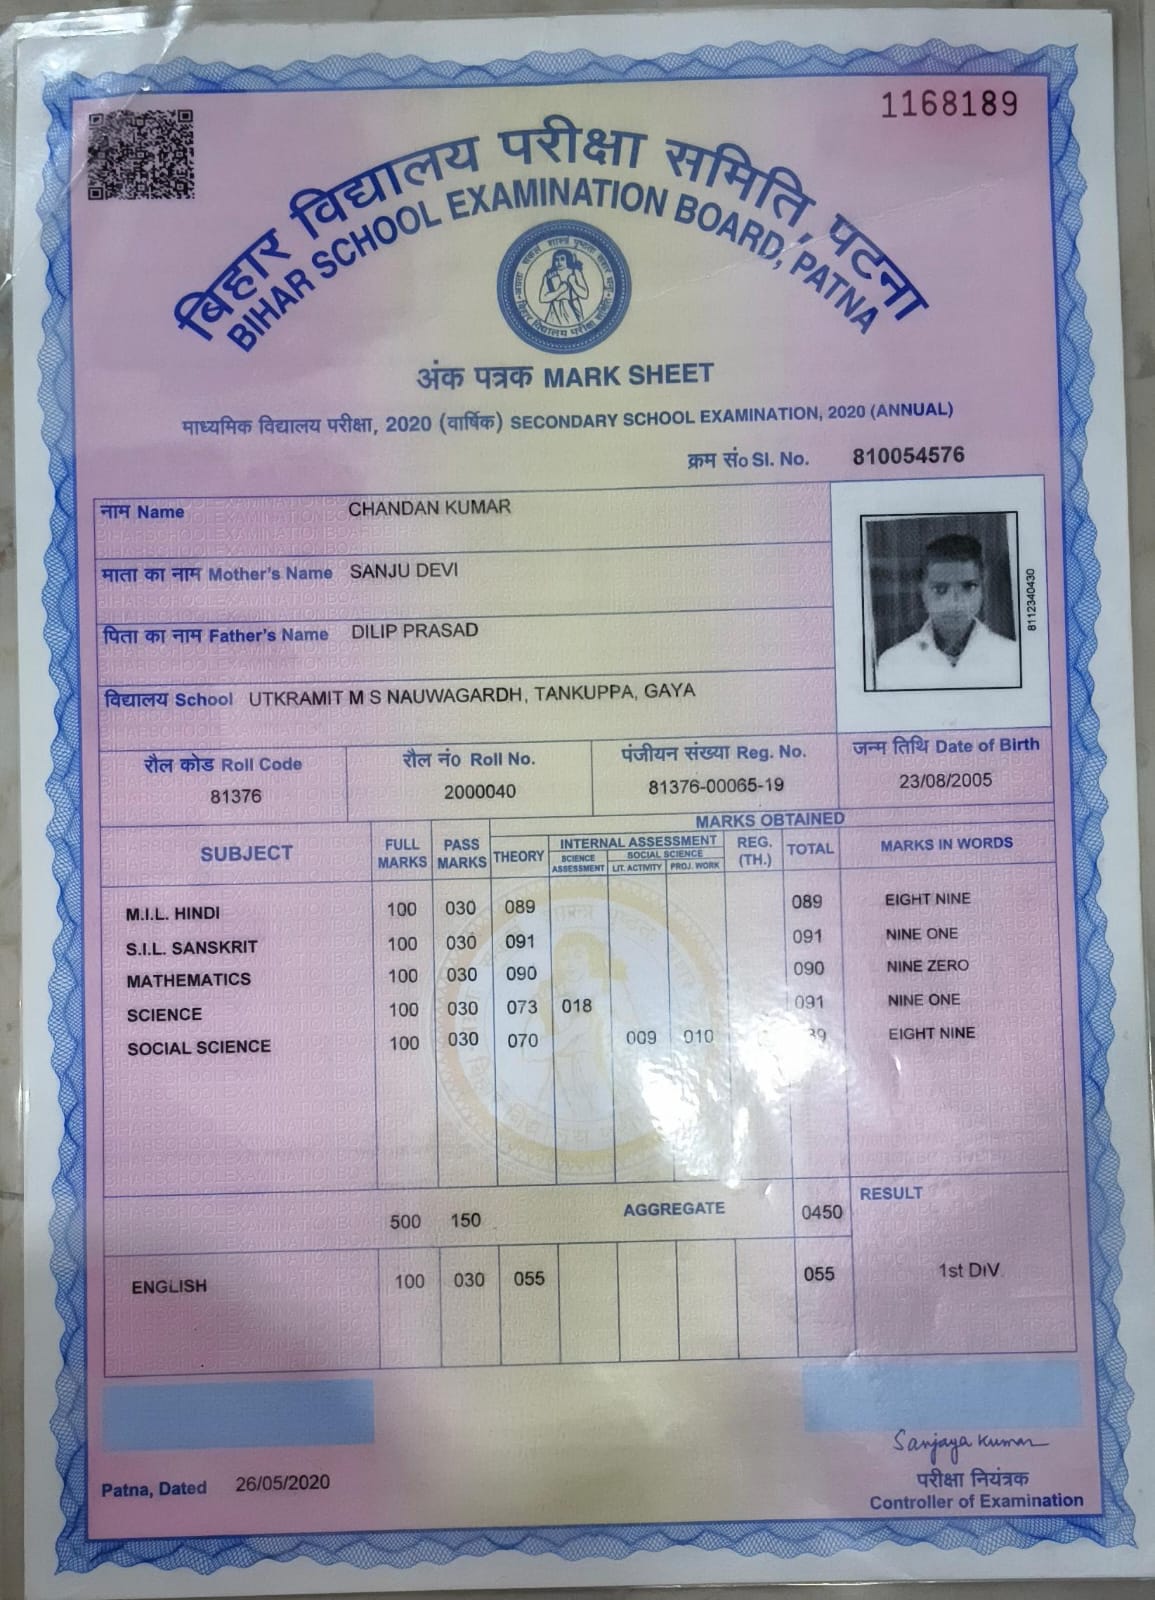 1168189
बिहार विद्यालय परीक्षा समिति, पटना
BIHAR SCHOOL EXAMINATION BOARD, PATNA
अंक पत्रक MARK SHEET
माध्यमिक विद्यालय परीक्षा, 2020 (वार्षिक) SECONDARY SCHOOL EXAMINATION, 2020 (ANNUAL)
क्रम सं० Sl. No. 810054576
नाम Name CHANDAN KUMAR
माता का नाम Mother's Name SANJU DEVI
पिता का नाम Father's Name DILIP PRASAD
विद्यालय School UTKRAMIT M S NAUWAGARDH, TANKUPPA, GAYA
8112340430
रौल कोड Roll Code रौल नं० Roll No. पंजीयन संख्या Reg. No. जन्म तिथि Date of Birth
81376 2000040 81376-00065-19 23/08/2005
MARKS OBTAINED
SUBJECT FULL MARKS PASS MARKS THEORY INTERNAL ASSESSMENT REG. (TH.) TOTAL MARKS IN WORDS
SCIENCE ASSESSMENT SOCIAL SCIENCE LIT. ACTIVITY PROJ. WORK
M.I.L. HINDI 100 030 089 089 EIGHT NINE
S.I.L. SANSKRIT 100 030 091 091 NINE ONE
MATHEMATICS 100 030 090 090 NINE ZERO
SCIENCE 100 030 073 018 091 NINE ONE
SOCIAL SCIENCE 100 030 070 009 010 EIGHT NINE
500 150 AGGREGATE 0450 RESULT
ENGLISH 100 030 055 055 1st DIV.
Sanjaya Kumar
परीक्षा नियंत्रक
Controller of Examination
Patna, Dated 26/05/2020